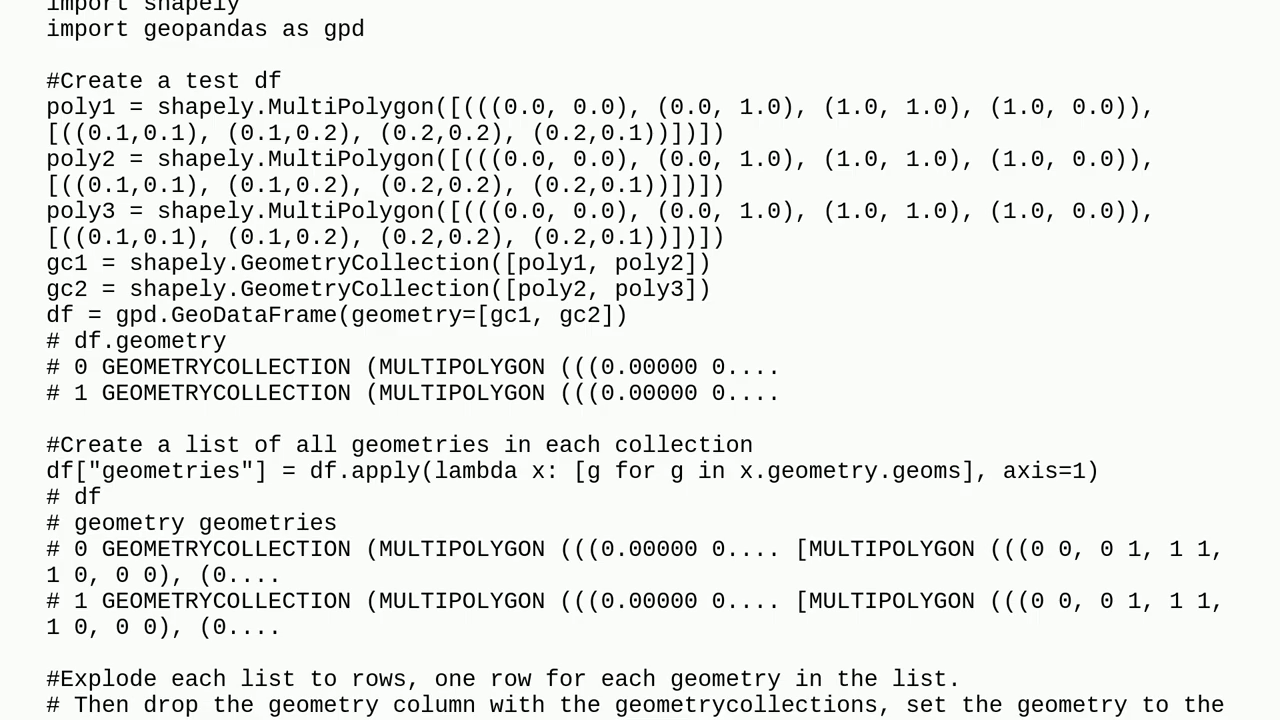 import shapely
import geopandas as gpd
#Create a test df
poly1 = shapely.MultiPolygon([(((0.0, 0.0), (0.0, 1.0), (1.0, 1.0), (1.0, 0.0)),
[((0.1,0.1), (0.1,0.2), (0.2,0.2), (0.2,0.1))])])
poly2 = shapely.MultiPolygon([(((0.0, 0.0), (0.0, 1.0), (1.0, 1.0), (1.0, 0.0)),
[((0.1,0.1), (0.1,0.2), (0.2,0.2), (0.2,0.1))])])
poly3 = shapely.MultiPolygon([(((0.0, 0.0), (0.0, 1.0), (1.0, 1.0), (1.0, 0.0)),
[((0.1,0.1), (0.1,0.2), (0.2,0.2), (0.2,0.1))])])
gc1 = shapely.GeometryCollection([poly1, poly2])
gc2 = shapely.GeometryCollection([poly2, poly3])
df = gpd.GeoDataFrame(geometry=[gc1, gc2])
# df.geometry
# 0 GEOMETRYCOLLECTION (MULTIPOLYGON (((0.00000 0....
# 1 GEOMETRYCOLLECTION (MULTIPOLYGON (((0.00000 0....
#Create a list of all geometries in each collection
df["geometries"] = df.apply(lambda x: [g for g in x.geometry.geoms], axis=1)
# df
# geometry geometries
# 0 GEOMETRYCOLLECTION (MULTIPOLYGON (((0.00000 0.... [MULTIPOLYGON (((0 0, 0 1, 1 1,
1 0, 0 0), (0....
# 1 GEOMETRYCOLLECTION (MULTIPOLYGON (((0.00000 0.... [MULTIPOLYGON (((0 0, 0 1, 1 1,
1 0, 0 0), (0....
#Explode each list to rows, one row for each geometry in the list.
# Then drop the geometry column with the geometrycollections, set the geometry to the